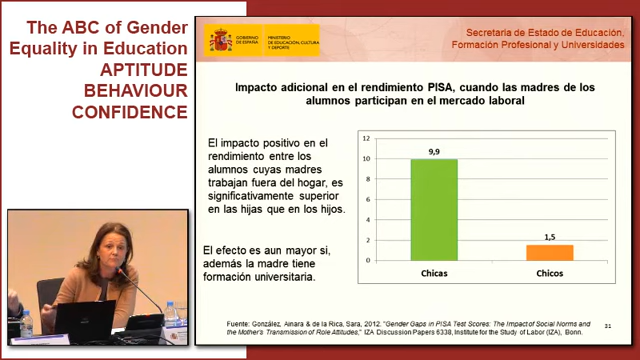 The ABC of Gender
Equality in Education
APTITUDE
BEHAVIOUR
CONFIDENCE
GOBIERNO
DE ESPAÑA
MINISTERIO
DE EDUCACIÓN, CULTURA
Y DEPORTE
Secretaria de Estado de Educación,
Formación Profesional y Universidades
Impacto adicional en el rendimiento PISA, cuando las madres de los
alumnos participan en el mercado laboral
El impacto positivo en el
rendimiento entre los
alumnos cuyas madres
trabajan fuera del hogar, es
significativamente superior
en las hijas que en los hijos.
El efecto es aun mayor si,
además la madre tiene
formación universitaria.
12
10
8
6
4
2
0
9,9
1,5
Chicas
Chicos
Fuente: González, Ainara & de la Rica, Sara, 2012. "Gender Gaps in PISA Test Scores: The Impact of Social Norms and
the Mother's Transmission of Role Attitudes," IZA Discussion Papers 6338, Institute for the Study of Labor (IZA), Bonn.
31